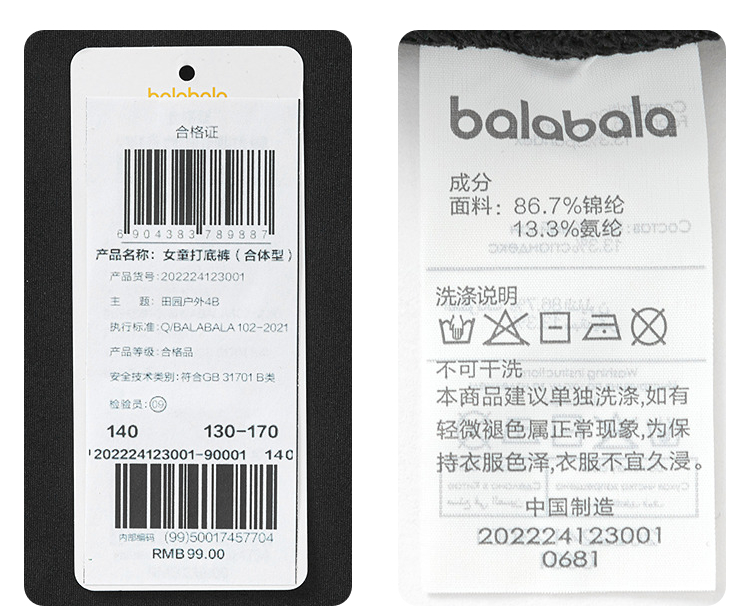 balabala
合格证
6 904383 789887
产品名称：女童打底裤（合体型）
产品货号：202224123001
主　　题：田园户外4B
执行标准：Q/BALABALA 102-2021
产品等级：合格品
安全技术类别：符合GB 31701 B类
检验员：09
140 130-170
202224123001-90001 140
内部编码 (99)50017457704
RMB 99.00
balabala
成分
面料：86.7%锦纶
13.3%氨纶
洗涤说明
不可干洗
本商品建议单独洗涤,如有
轻微褪色属正常现象,为保
持衣服色泽,衣服不宜久浸。
中国制造
202224123001
0681